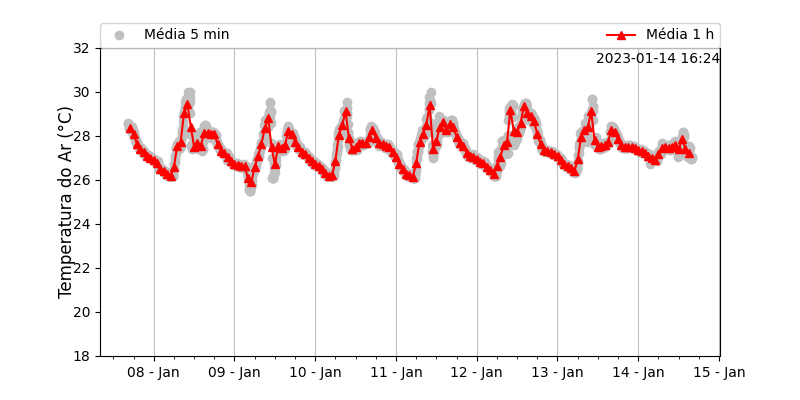 Média 5 min
Média 1 h
2023-01-14 16:24
Temperatura do Ar (°C)
32
30
28
26
24
22
20
18
08 - Jan
09 - Jan
10 - Jan
11 - Jan
12 - Jan
13 - Jan
14 - Jan
15 - Jan